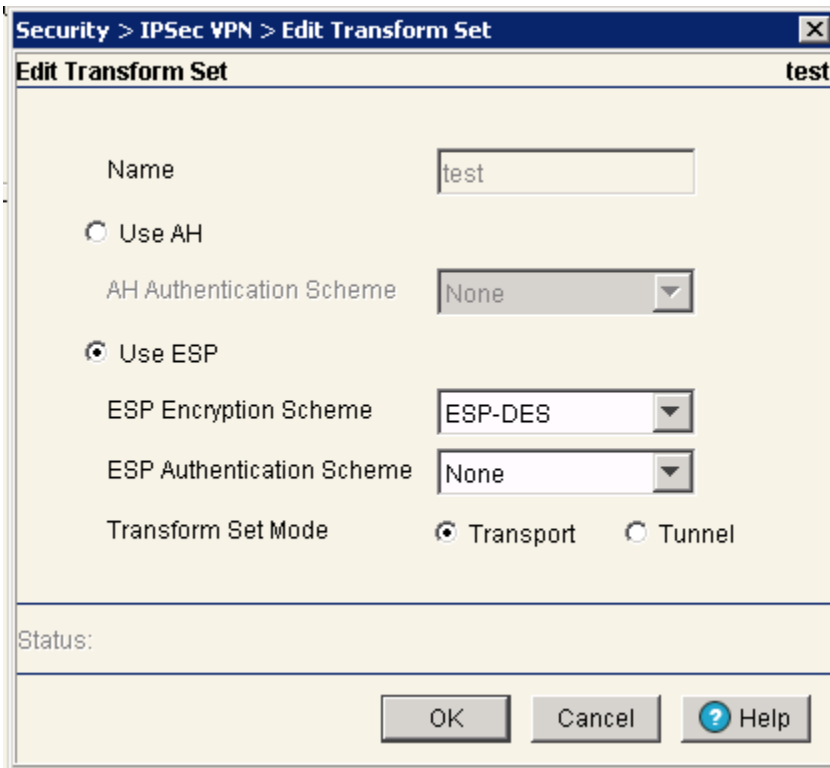 Security > IPSec VPN > Edit Transform Set
Edit Transform Set test
Name test
Use AH
AH Authentication Scheme None
Use ESP
ESP Encryption Scheme ESP-DES
ESP Authentication Scheme None
Transform Set Mode Transport Tunnel
Status:
OK Cancel ? Help